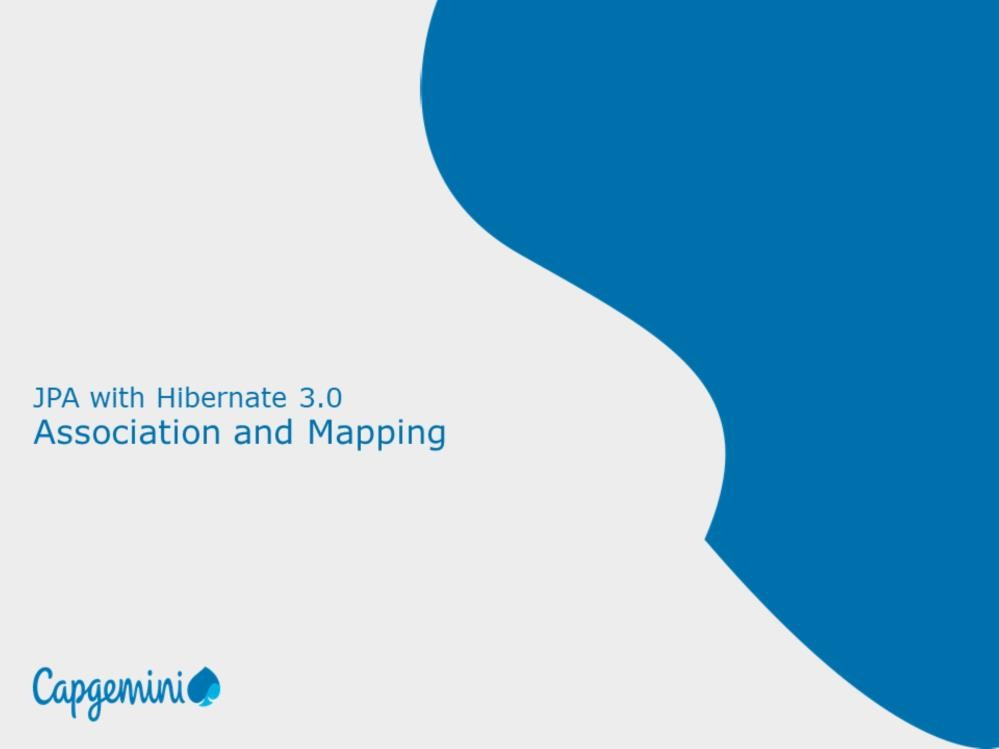 JPA with Hibernate 3.0
Association and Mapping
Capgemini